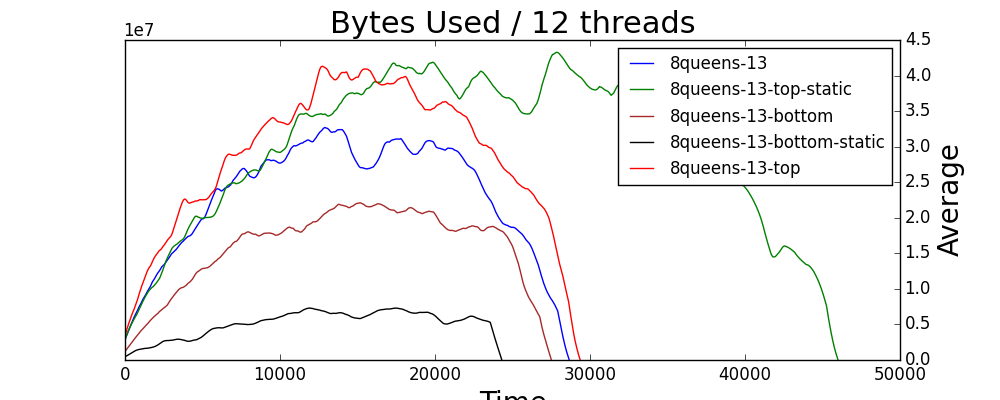 Bytes Used / 12 threads
1e7
4.5
4.0
3.5
3.0
2.5
2.0
1.5
1.0
0.5
0.0
Average
8queens-13
8queens-13-top-static
8queens-13-bottom
8queens-13-bottom-static
8queens-13-top
0 10000 20000 30000 40000 50000
Time